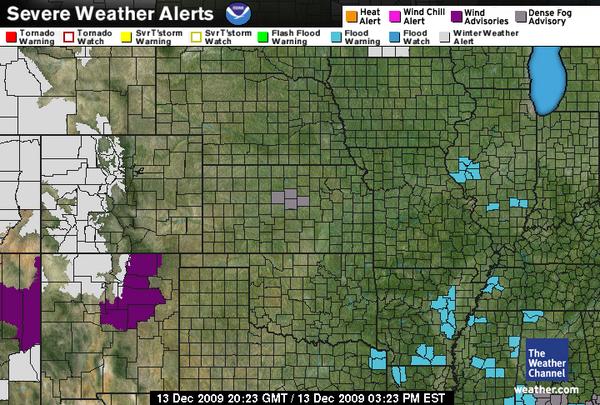 Severe Weather Alerts
Heat Alert
Wind Chill Alert
Wind Advisories
Dense Fog Advisory
Tornado Warning
Tornado Watch
SvrT'storm Warning
SvrT'storm Watch
Flash Flood Warning
Flood Warning
Flood Watch
Winter Weather Alert
The Weather Channel
weather.com
13 Dec 2009 20:23 GMT / 13 Dec 2009 03:23 PM EST